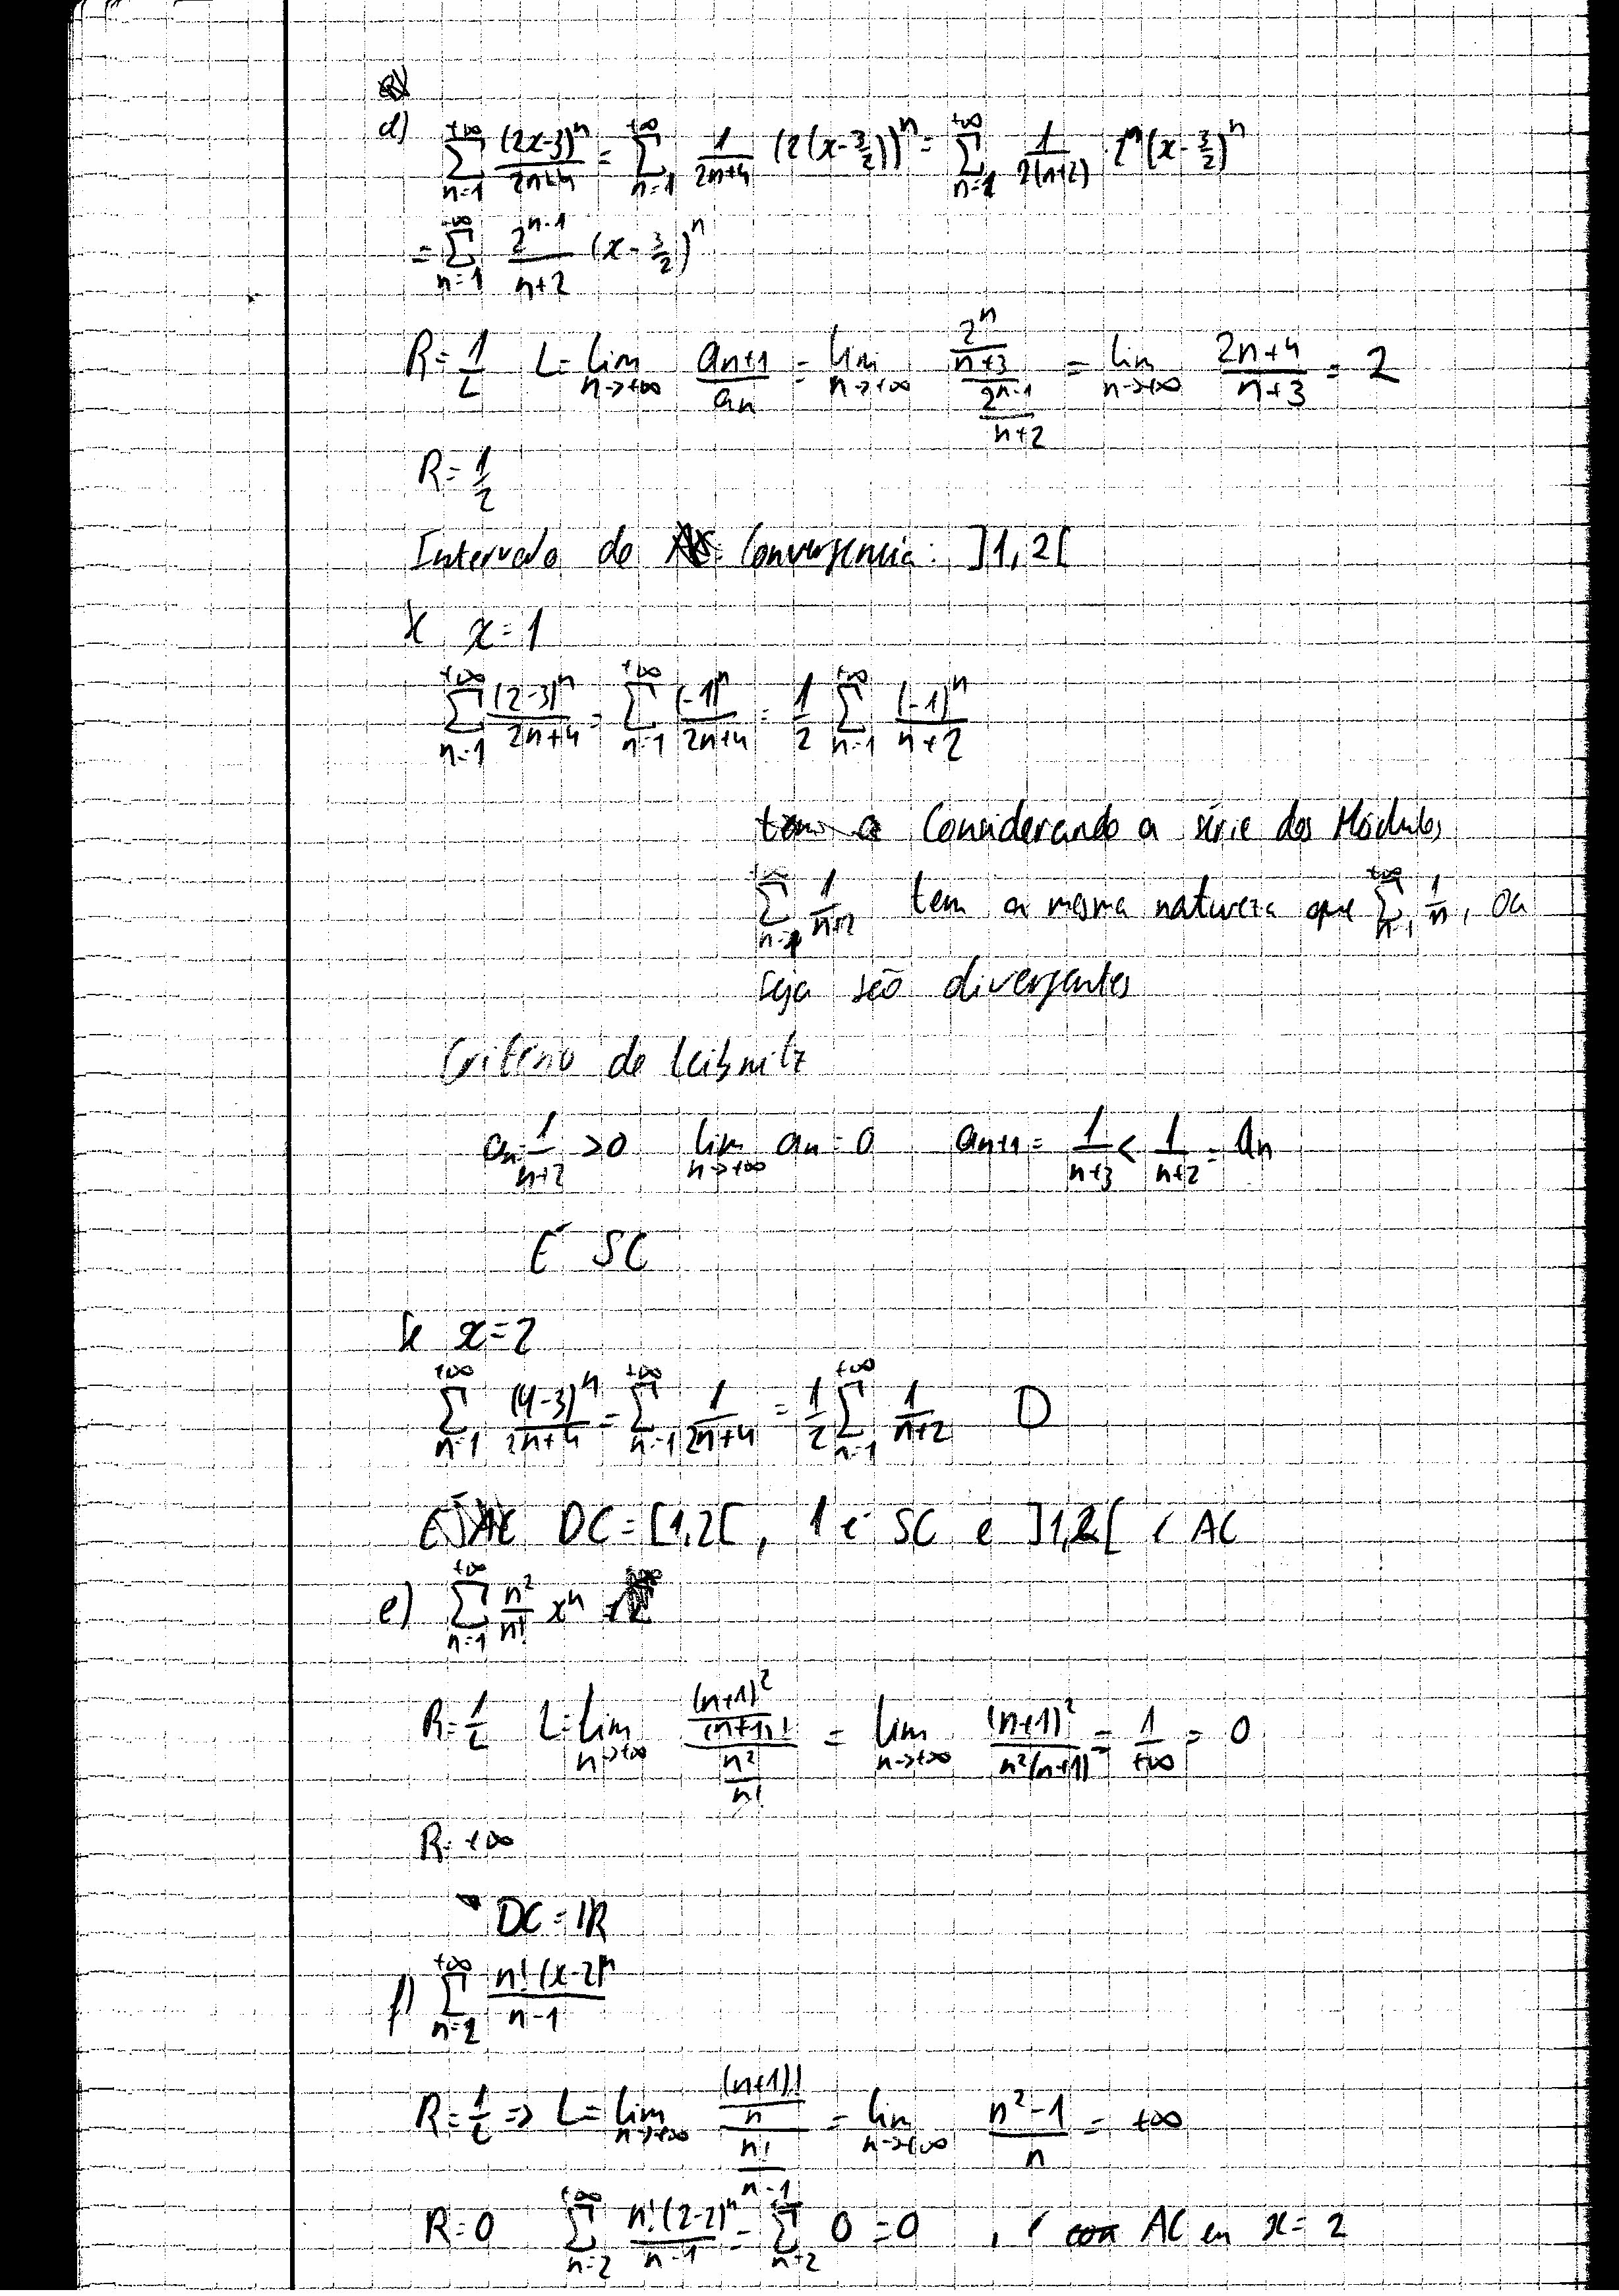 d) $\sum_{n=1}^{+\infty} \frac{(2x-3)^n}{2n+4} = \sum_{n=1}^{+\infty} \frac{1}{2n+4} (2(x-\frac{3}{2}))^n = \sum_{n=1}^{+\infty} \frac{1}{2(n+2)} \cdot 2^n (x-\frac{3}{2})^n$
$= \sum_{n=1}^{+\infty} \frac{2^{n-1}}{n+2} (x-\frac{3}{2})^n$
$R = \frac{1}{L} \quad L = \lim_{n \to +\infty} \frac{a_{n+1}}{a_n} = \lim_{n \to +\infty} \frac{\frac{2^n}{n+3}}{\frac{2^{n-1}}{n+2}} = \lim_{n \to +\infty} \frac{2n+4}{n+3} = 2$
$R = \frac{1}{2}$
Intervalo de Convergencia: ]1,2[
x=1
$\sum_{n=1}^{+\infty} \frac{(2-3)^n}{2n+4} = \sum_{n=1}^{+\infty} \frac{(-1)^n}{2n+4} = \frac{1}{2} \sum_{n=1}^{+\infty} \frac{(-1)^n}{n+2}$
Considerando a série dos Módulos
$\sum_{n=1}^{+\infty} \frac{1}{n+2}$ tem a mesma natureza que $\sum_{n=1}^{+\infty} \frac{1}{n}$, ou
seja são divergentes
Critério de Leibnitz
$a_n = \frac{1}{n+2} > 0 \quad \lim_{n \to +\infty} a_n = 0 \quad a_{n+1} = \frac{1}{n+3} < \frac{1}{n+2} = a_n$
É SC
Se x=2
$\sum_{n=1}^{+\infty} \frac{(4-3)^n}{2n+4} = \sum_{n=1}^{+\infty} \frac{1}{2n+4} = \frac{1}{2} \sum_{n=1}^{+\infty} \frac{1}{n+2}$ D
DC = [1,2[, 1 é SC e ]1,2[ é AC
e) $\sum_{n=1}^{+\infty} \frac{n^2}{n!} x^n$
$R = \frac{1}{L} \quad L = \lim_{n \to +\infty} \frac{\frac{(n+1)^2}{(n+1)!}}{\frac{n^2}{n!}} = \lim_{n \to +\infty} \frac{(n+1)^2}{n^2(n+1)} = \frac{1}{+\infty} = 0$
$R = +\infty$
DC = IR
f) $\sum_{n=2}^{+\infty} \frac{n!(x-2)^n}{n-1}$
$R = \frac{1}{L} \Rightarrow L = \lim_{n \to +\infty} \frac{\frac{(n+1)!}{n}}{\frac{n!}{n-1}} = \lim_{n \to +\infty} \frac{n^2-1}{n} = +\infty$
$R = 0 \quad \sum_{n=2}^{+\infty} \frac{n!(2-2)^n}{n-1} = \sum_{n=2}^{+\infty} 0 = 0$, é AC em x=2